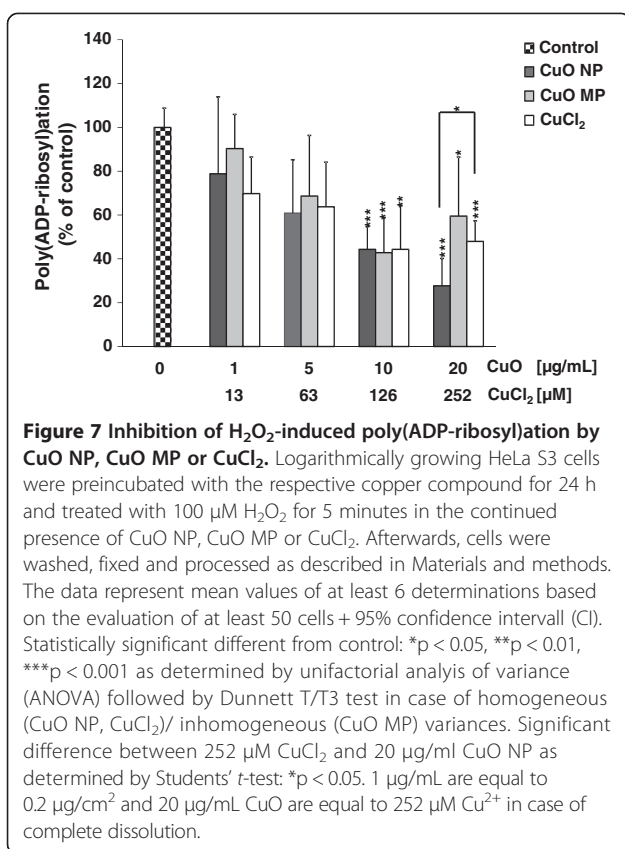 140
120
100
80
60
40
20
0
Poly(ADP-ribosyl)ation
(% of control)
Control
CuO NP
CuO MP
CuCl₂
***
***
**
***
*
***
*
0 1 5 10 20 CuO [µg/mL]
13 63 126 252 CuCl₂ [µM]
Figure 7 Inhibition of H₂O₂-induced poly(ADP-ribosyl)ation by
CuO NP, CuO MP or CuCl₂. Logarithmically growing HeLa S3 cells
were preincubated with the respective copper compound for 24 h
and treated with 100 µM H₂O₂ for 5 minutes in the continued
presence of CuO NP, CuO MP or CuCl₂. Afterwards, cells were
washed, fixed and processed as described in Materials and methods.
The data represent mean values of at least 6 determinations based
on the evaluation of at least 50 cells + 95% confidence intervall (CI).
Statistically significant different from control: *p < 0.05, **p < 0.01,
***p < 0.001 as determined by unifactorial analyis of variance
(ANOVA) followed by Dunnett T/T3 test in case of homogeneous
(CuO NP, CuCl₂)/ inhomogeneous (CuO MP) variances. Significant
difference between 252 µM CuCl₂ and 20 µg/ml CuO NP as
determined by Students' t-test: *p < 0.05. 1 µg/mL are equal to
0.2 µg/cm² and 20 µg/mL CuO are equal to 252 µM Cu²⁺ in case of
complete dissolution.